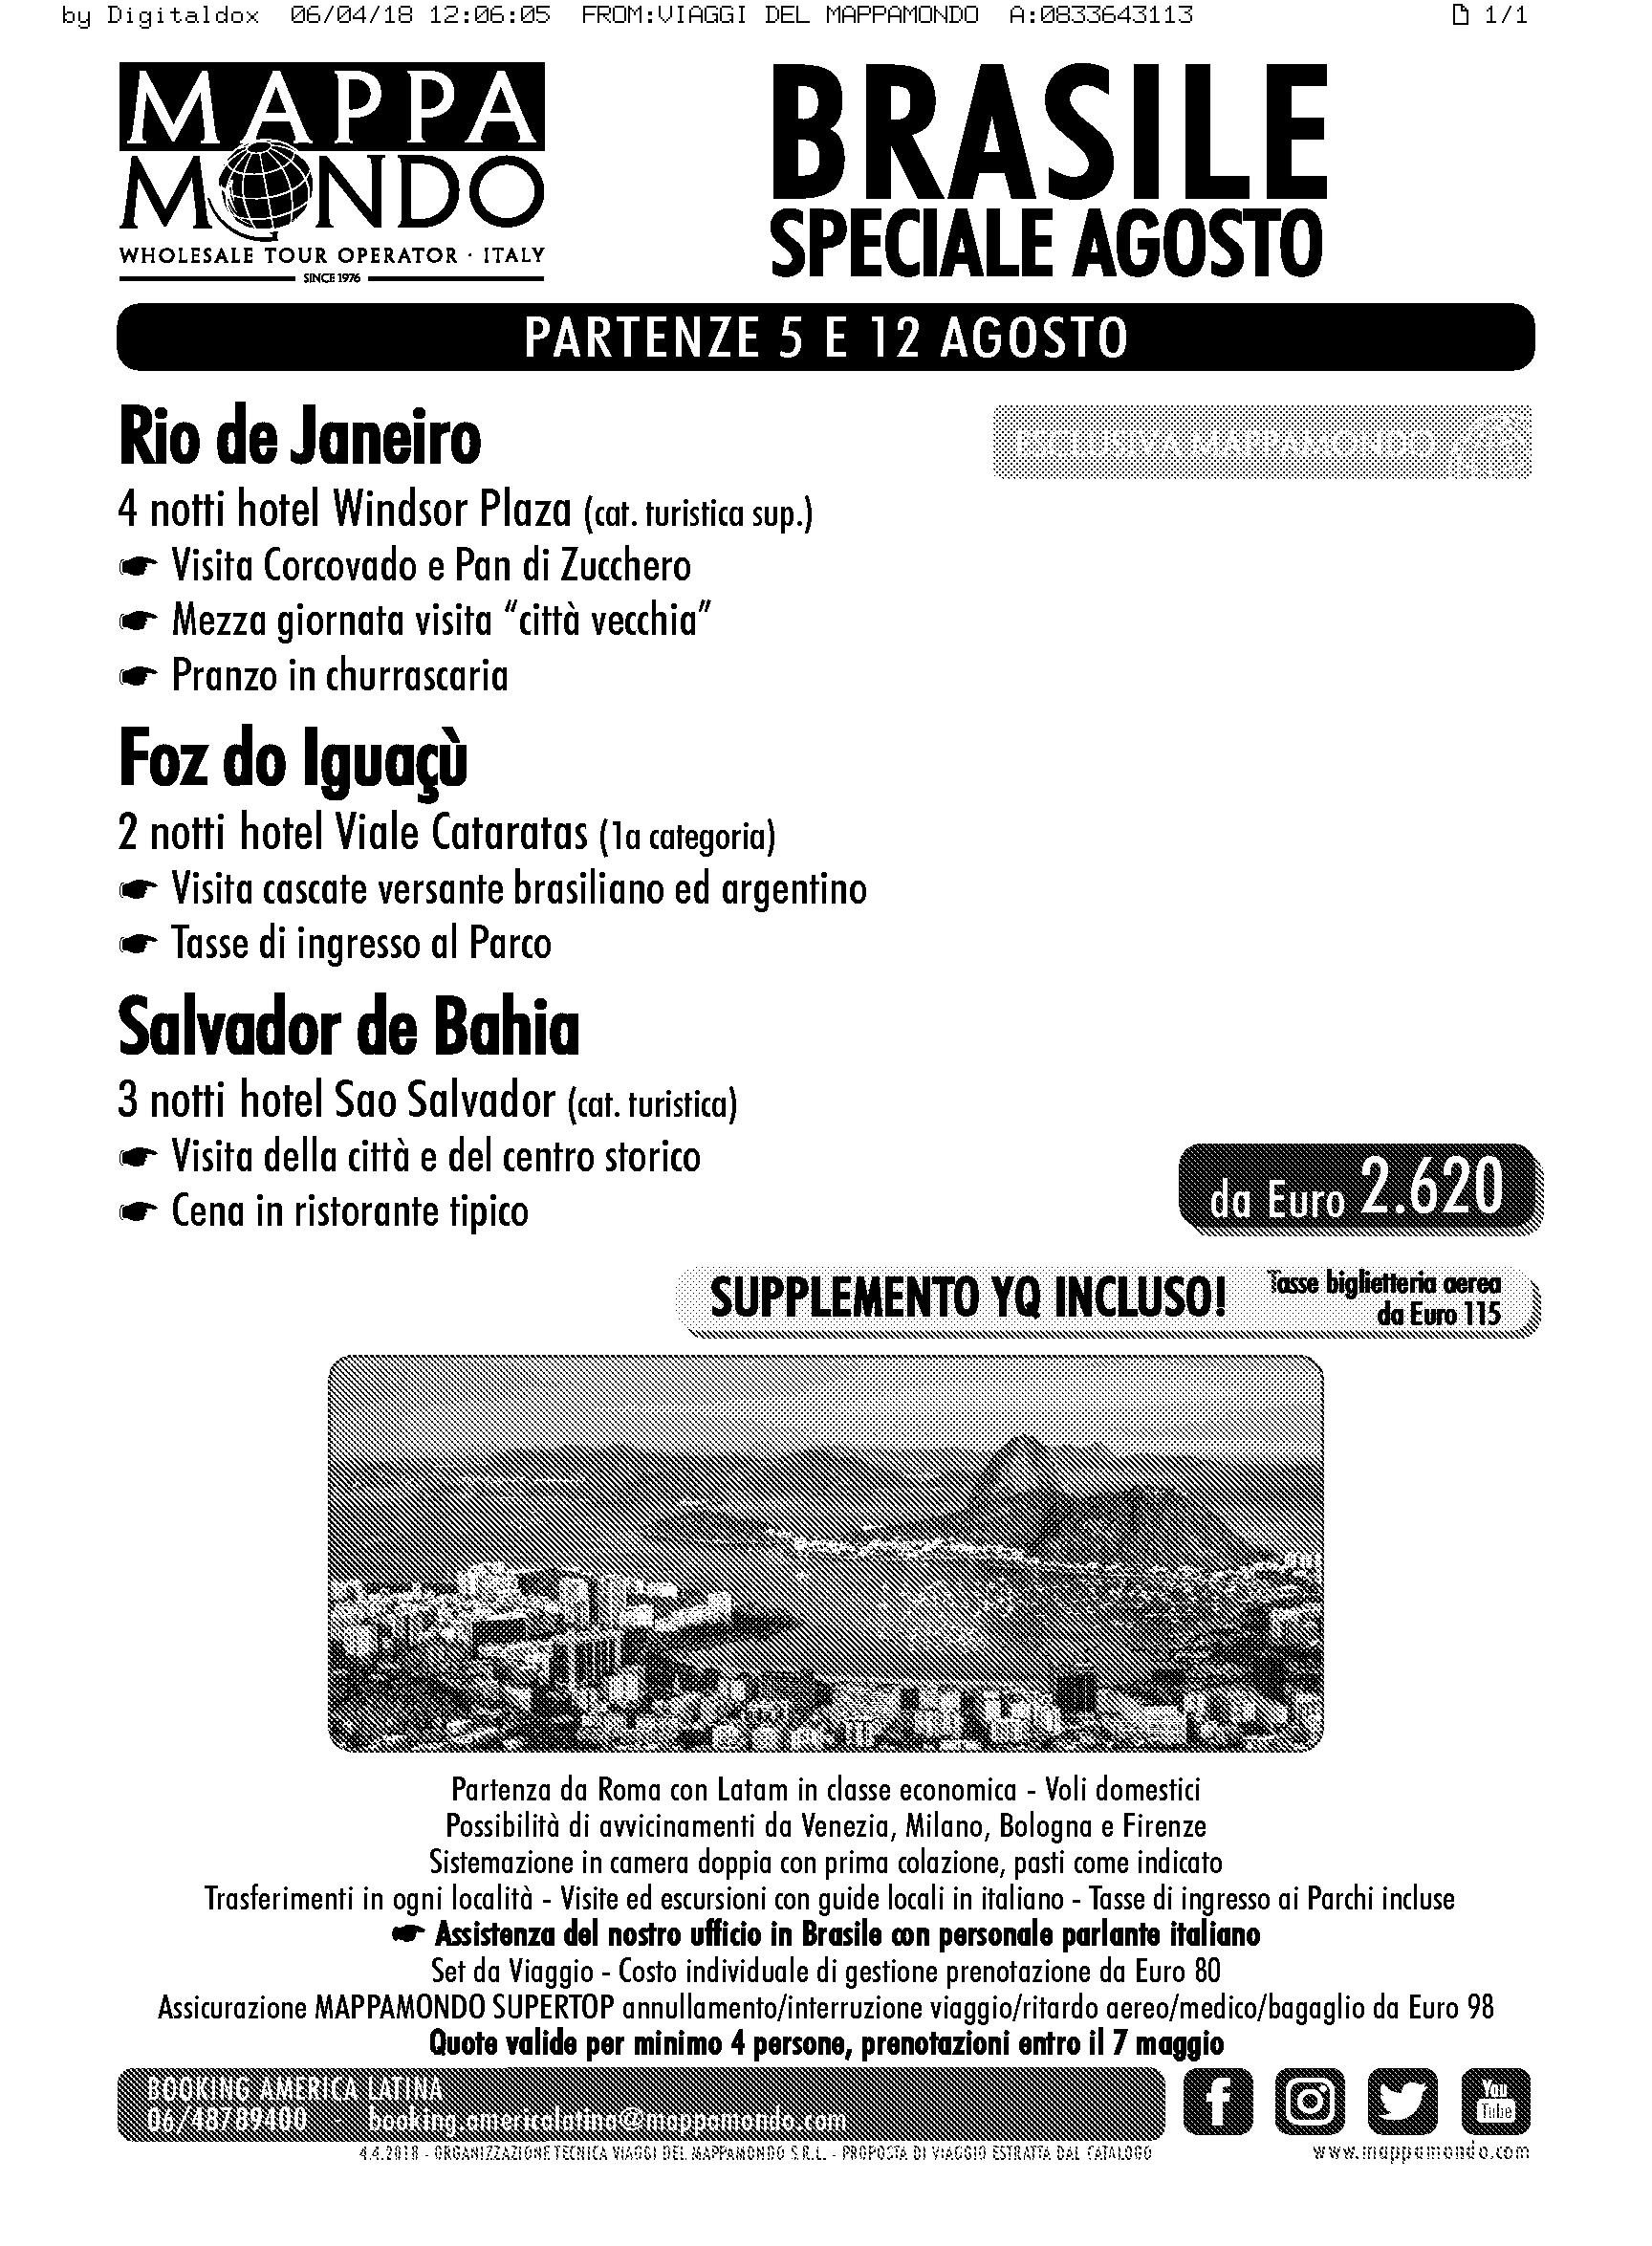 by Digitaldox 06/04/18 12:06:05 FROM:VIAGGI DEL MAPPAMONDO A:0833643113 1/1
MAPPA
MONDO
WHOLESALE TOUR OPERATOR · ITALY
SINCE 1976
BRASILE
SPECIALE AGOSTO
PARTENZE 5 E 12 AGOSTO
Rio de Janeiro
ESCLUSIVA MAPPAMONDO
4 notti hotel Windsor Plaza (cat. turistica sup.)
☛ Visita Corcovado e Pan di Zucchero
☛ Mezza giornata visita “città vecchia”
☛ Pranzo in churrascaria
Foz do Iguaçù
2 notti hotel Viale Cataratas (1a categoria)
☛ Visita cascate versante brasiliano ed argentino
☛ Tasse di ingresso al Parco
Salvador de Bahia
3 notti hotel Sao Salvador (cat. turistica)
☛ Visita della città e del centro storico
☛ Cena in ristorante tipico
da Euro 2.620
SUPPLEMENTO YQ INCLUSO!
Tasse biglietteria aerea
da Euro 115
Partenza da Roma con Latam in classe economica - Voli domestici
Possibilità di avvicinamenti da Venezia, Milano, Bologna e Firenze
Sistemazione in camera doppia con prima colazione, pasti come indicato
Trasferimenti in ogni località - Visite ed escursioni con guide locali in italiano - Tasse di ingresso ai Parchi incluse
☛ Assistenza del nostro ufficio in Brasile con personale parlante italiano
Set da Viaggio - Costo individuale di gestione prenotazione da Euro 80
Assicurazione MAPPAMONDO SUPERTOP annullamento/interruzione viaggio/ritardo aereo/medico/bagaglio da Euro 98
Quote valide per minimo 4 persone, prenotazioni entro il 7 maggio
BOOKING AMERICA LATINA
06/48789400 - booking.americalatina@mappamondo.com
You
Tube
4.4.2018 - ORGANIZZAZIONE TECNICA VIAGGI DEL MAPPAMONDO S.R.L. - PROPOSTA DI VIAGGIO ESTRATTA DAL CATALOGO
www.mappamondo.com